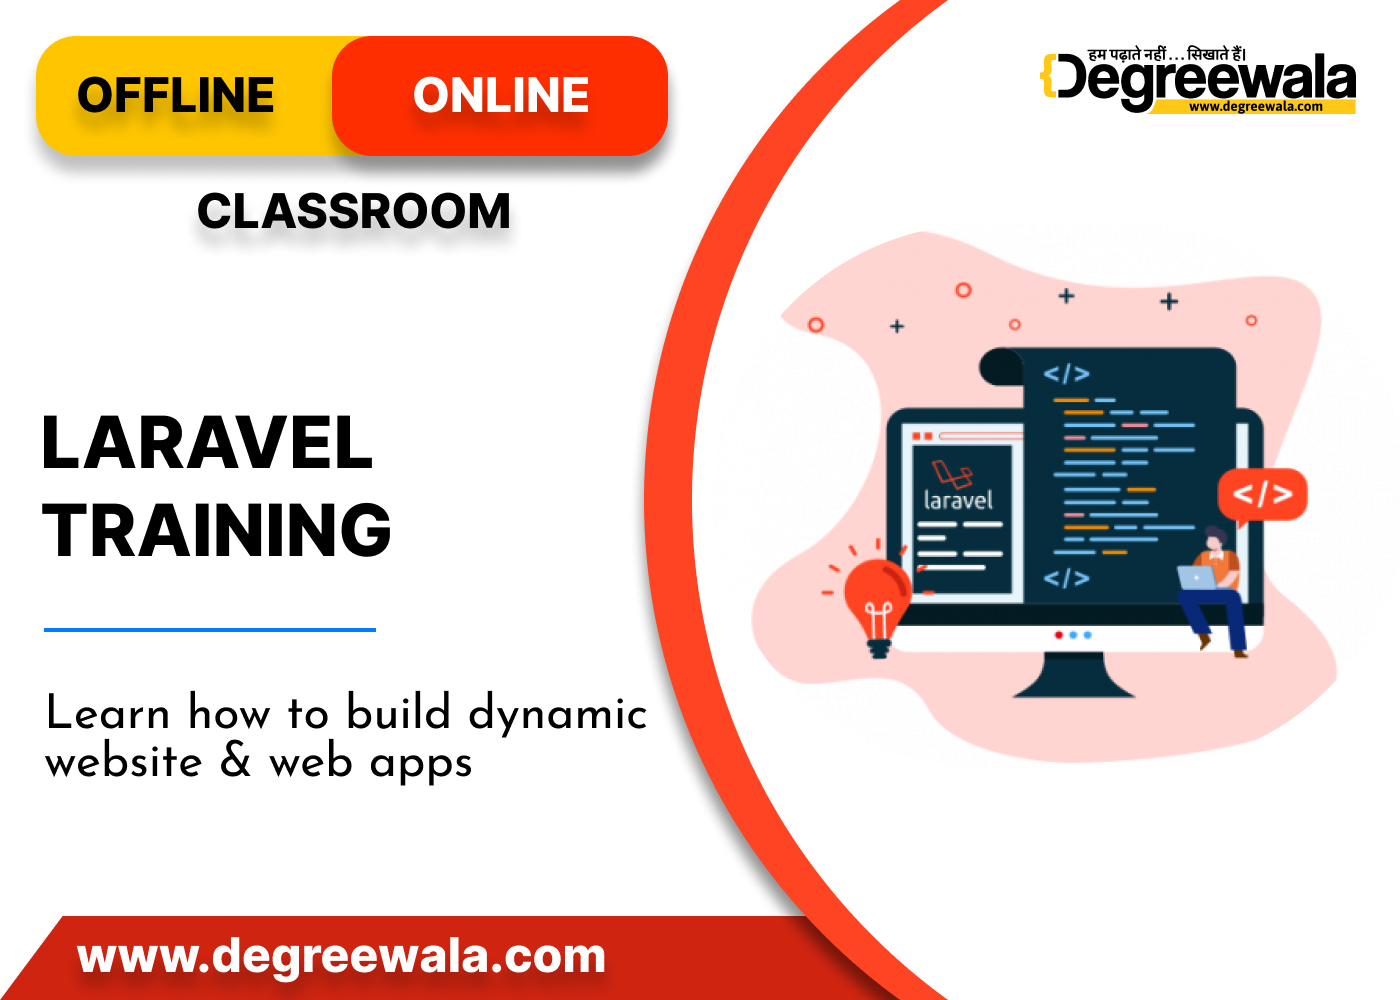 OFFLINE
ONLINE
CLASSROOM
हम पढ़ाते नहीं ... सिखाते हैं।
{Degreewala
www.degreewala.com
LARAVEL
TRAINING
Learn how to build dynamic
website & web apps
</>
laravel
</>
</>
www.degreewala.com